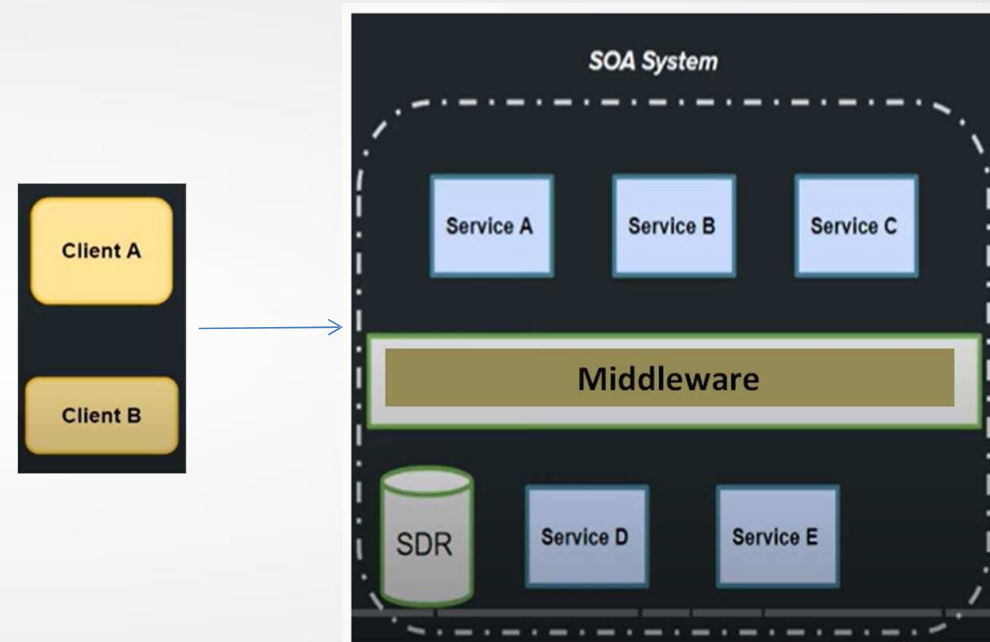 SOA System
Client A
Client B
Service A
Service B
Service C
Middleware
SDR
Service D
Service E